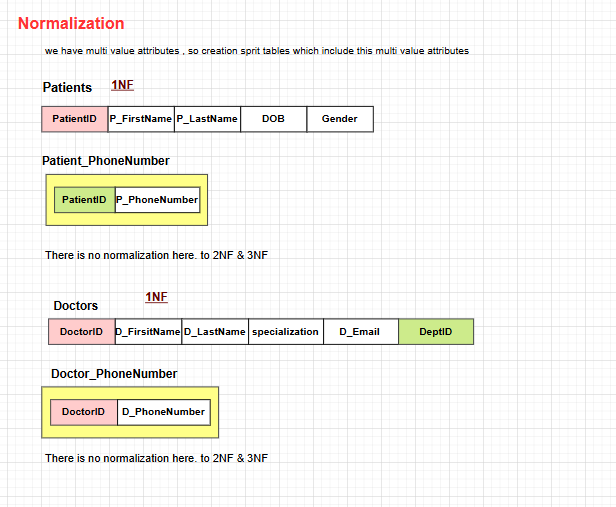 Normalization
we have multi value attributes , so creation sprit tables which include this multi value attributes
Patients 1NF
PatientID P_FirstName P_LastName DOB Gender
Patient_PhoneNumber
PatientID P_PhoneNumber
There is no normalization here. to 2NF & 3NF
Doctors 1NF
DoctorID D_FirsitName D_LastName specialization D_Email DeptID
Doctor_PhoneNumber
DoctorID D_PhoneNumber
There is no normalization here. to 2NF & 3NF